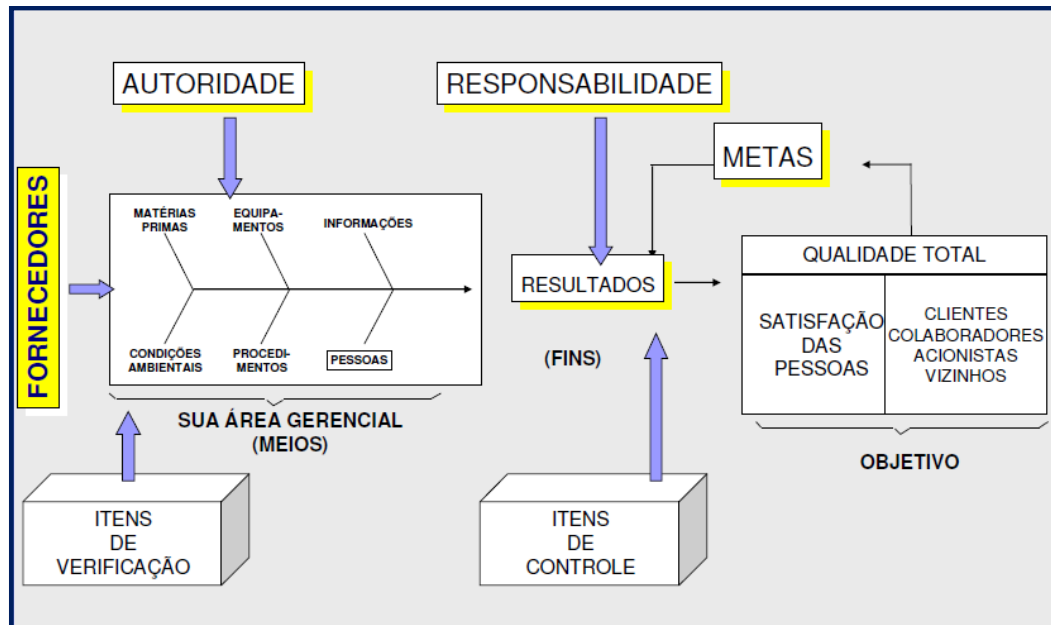 AUTORIDADE
RESPONSABILIDADE
METAS
FORNECEDORES
MATÉRIAS
PRIMAS
EQUIPA-
MENTOS
INFORMAÇÕES
CONDIÇÕES
AMBIENTAIS
PROCEDI-
MENTOS
PESSOAS
SUA ÁREA GERENCIAL
(MEIOS)
RESULTADOS
(FINS)
QUALIDADE TOTAL
SATISFAÇÃO
DAS
PESSOAS
CLIENTES
COLABORADORES
ACIONISTAS
VIZINHOS
OBJETIVO
ITENS
DE
VERIFICAÇÃO
ITENS
DE
CONTROLE